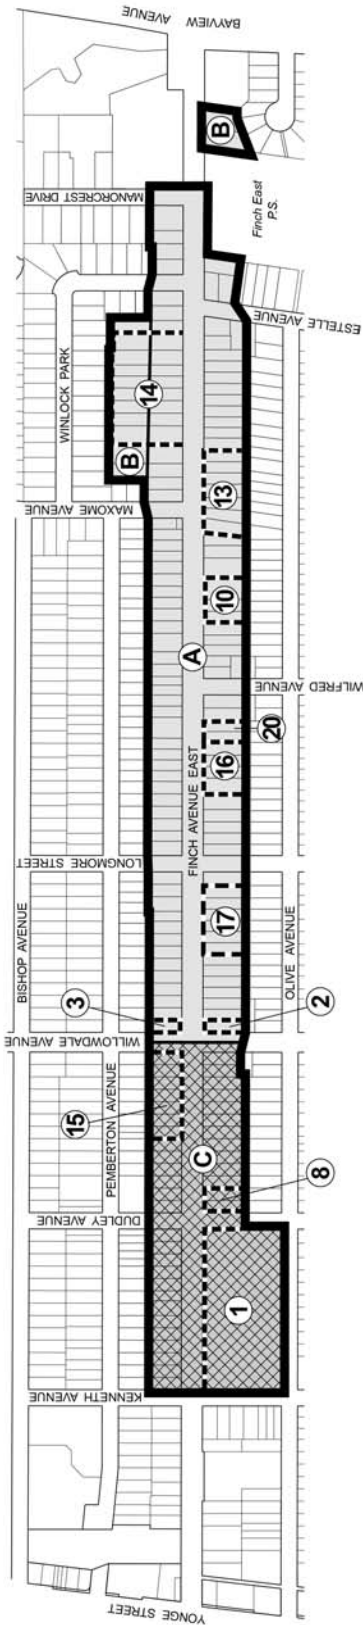 BAYVIEW
AVENUE
MANORCREST DRIVE
B
Finch East
P.S.
ESTELLE AVENUE
WINLOCK PARK
14
B
MAXOME AVENUE
13
10
A
WILFRED AVENUE
20
16
FINCH AVENUE EAST
LONGMORE STREET
17
BISHOP AVENUE
OLIVE AVENUE
3
2
WILLOWDALE AVENUE
15
PEMBERTON AVENUE
C
8
DUDLEY AVENUE
1
KENNETH AVENUE
YONGE STREET